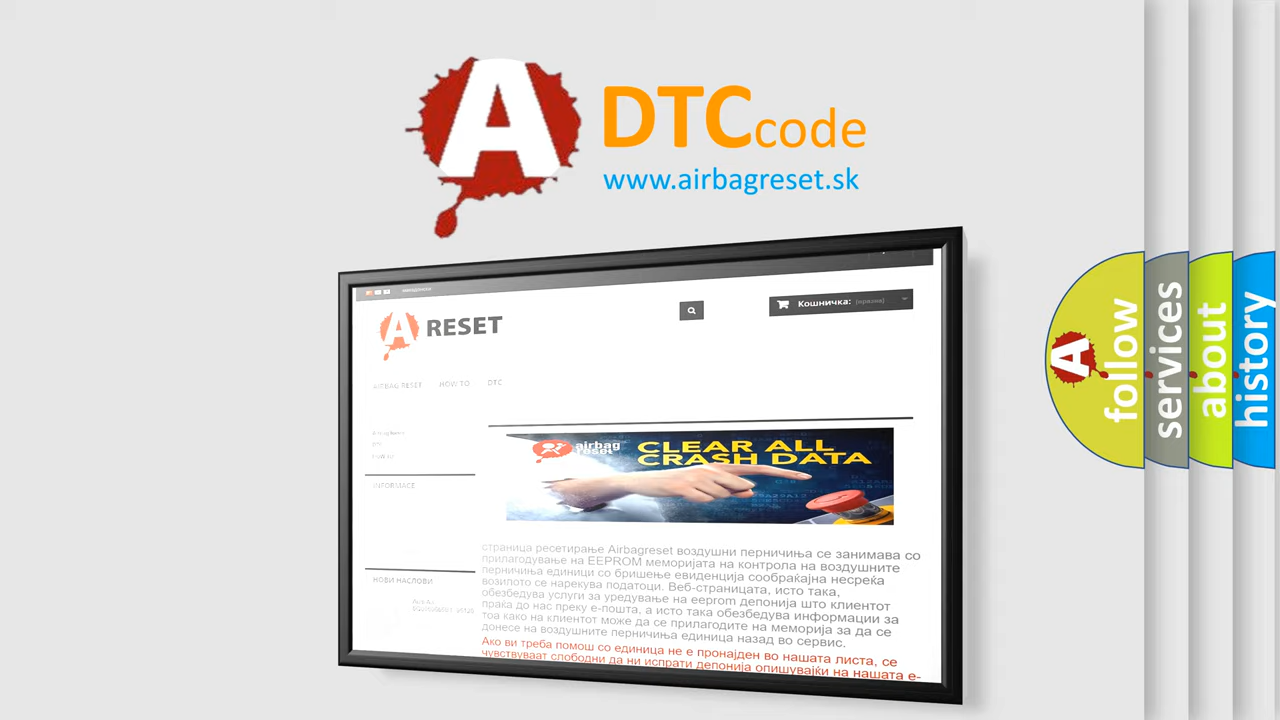 A
DTC code
www.airbagreset.sk
A RESET
Кошничка: (празна)
AIRBAG RESET HOW TO DTC
INFORMACE
airbag reset
CLEAR ALL
CRASH DATA
страница ресетирање Airbagreset воздушни перничиња се занимава со
прилагодување на EEPROM меморијата на контрола на воздушните
перничиња единици со бришење евиденција сообраќајна несреќа
возилото се нарекува податоци. Веб-страницата, исто така,
обезбедува услуги за уредување на eeprom депонија што клиентот
праќа до нас преку е-пошта, а исто така обезбедува информации за
тоа како на клиентот може да се прилагодите на меморија за да се
донесе на воздушните перничиња единица назад во сервис.
Ако ви треба помош со единица не е пронајден во нашата листа, се
чувствуваат слободни да ни испрати депонија опишувајќи на нашата е-
НОВИ НАСЛОВИ
A follow
services
about
history